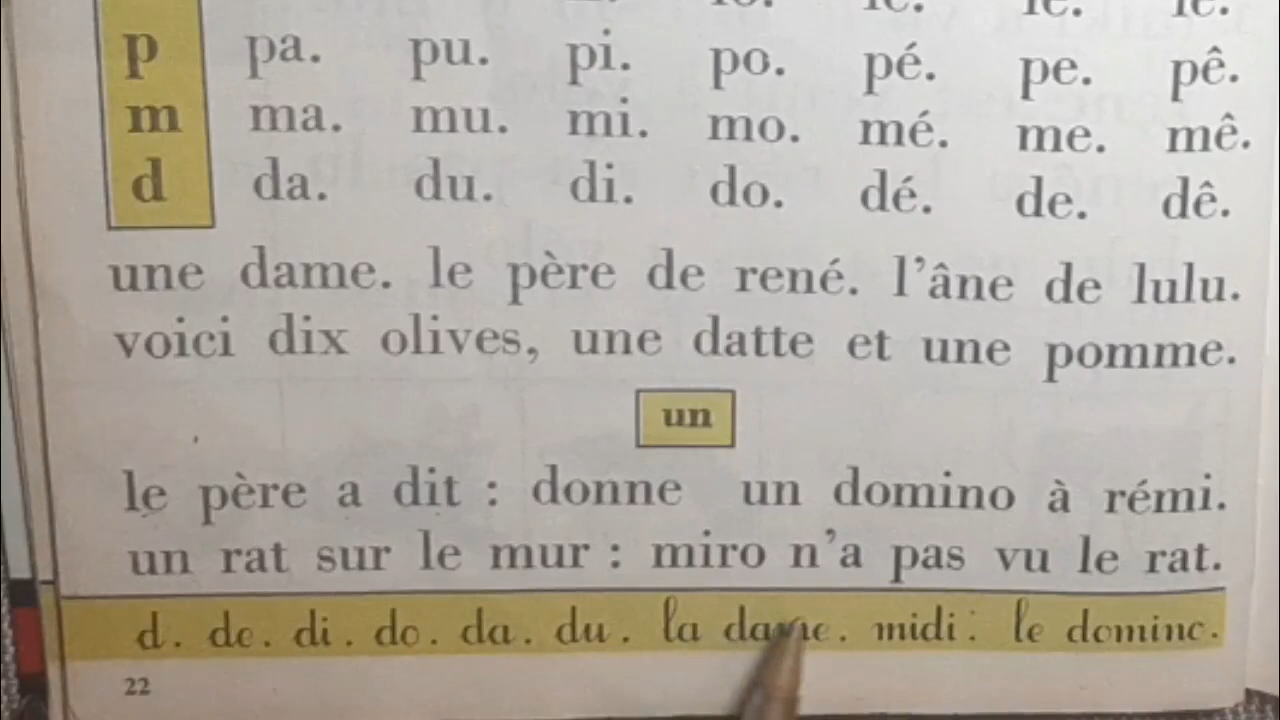 p pa. pu. pi. po. pé. pe. pê.
m ma. mu. mi. mo. mé. me. mê.
d da. du. di. do. dé. de. dê.
une dame. le père de rené. l'âne de lulu.
voici dix olives, une datte et une pomme.
un
le père a dit : donne un domino à rémi.
un rat sur le mur : miro n'a pas vu le rat.
d. de. di. do. da. du. la dame. midi. le domino.
22